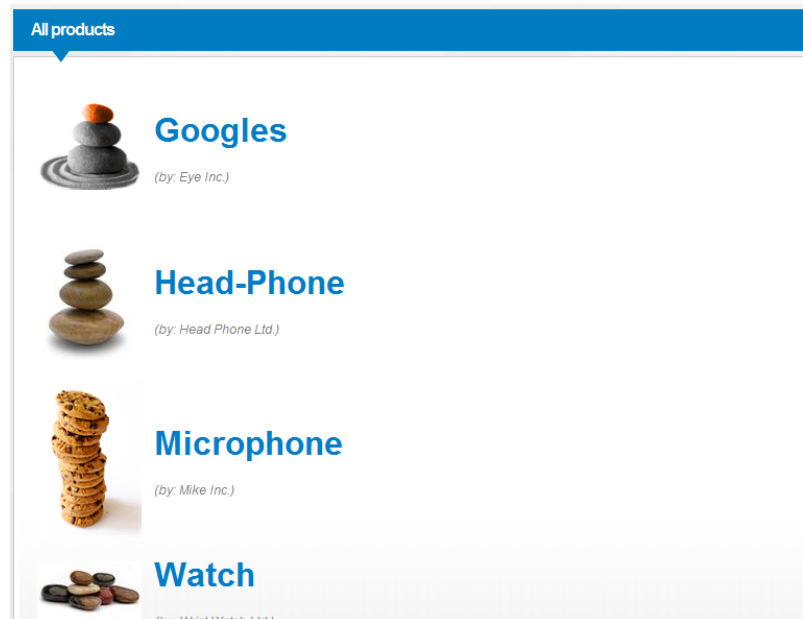 All products
Googles
(by: Eye Inc.)
Head-Phone
(by: Head Phone Ltd.)
Microphone
(by: Mike Inc.)
Watch